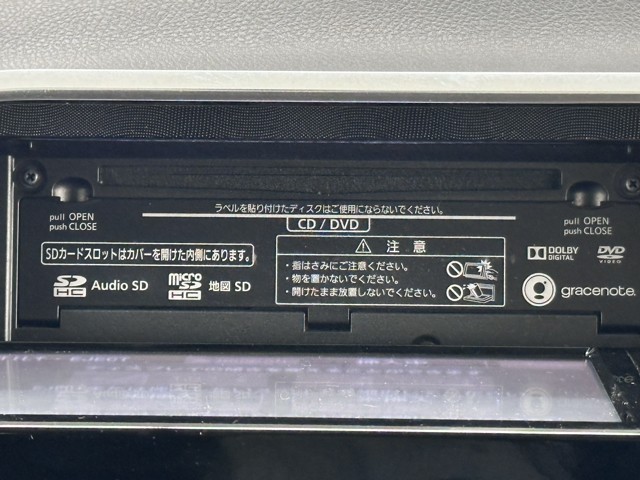 ラベルを貼り付けたディスクはご使用にならないでください。
CD / DVD
pull OPEN
push CLOSE
pull OPEN
push CLOSE
SDカードスロットはカバーを開けた内側にあります。
⚠ 注 意
・指はさみにご注意ください。
・物を置かないでください。
・開けたまま放置しないでください。
DOLBY
DIGITAL
DVD
VIDEO
SD
HC
Audio SD
micro
SD
HC
地図 SD
gracenote.